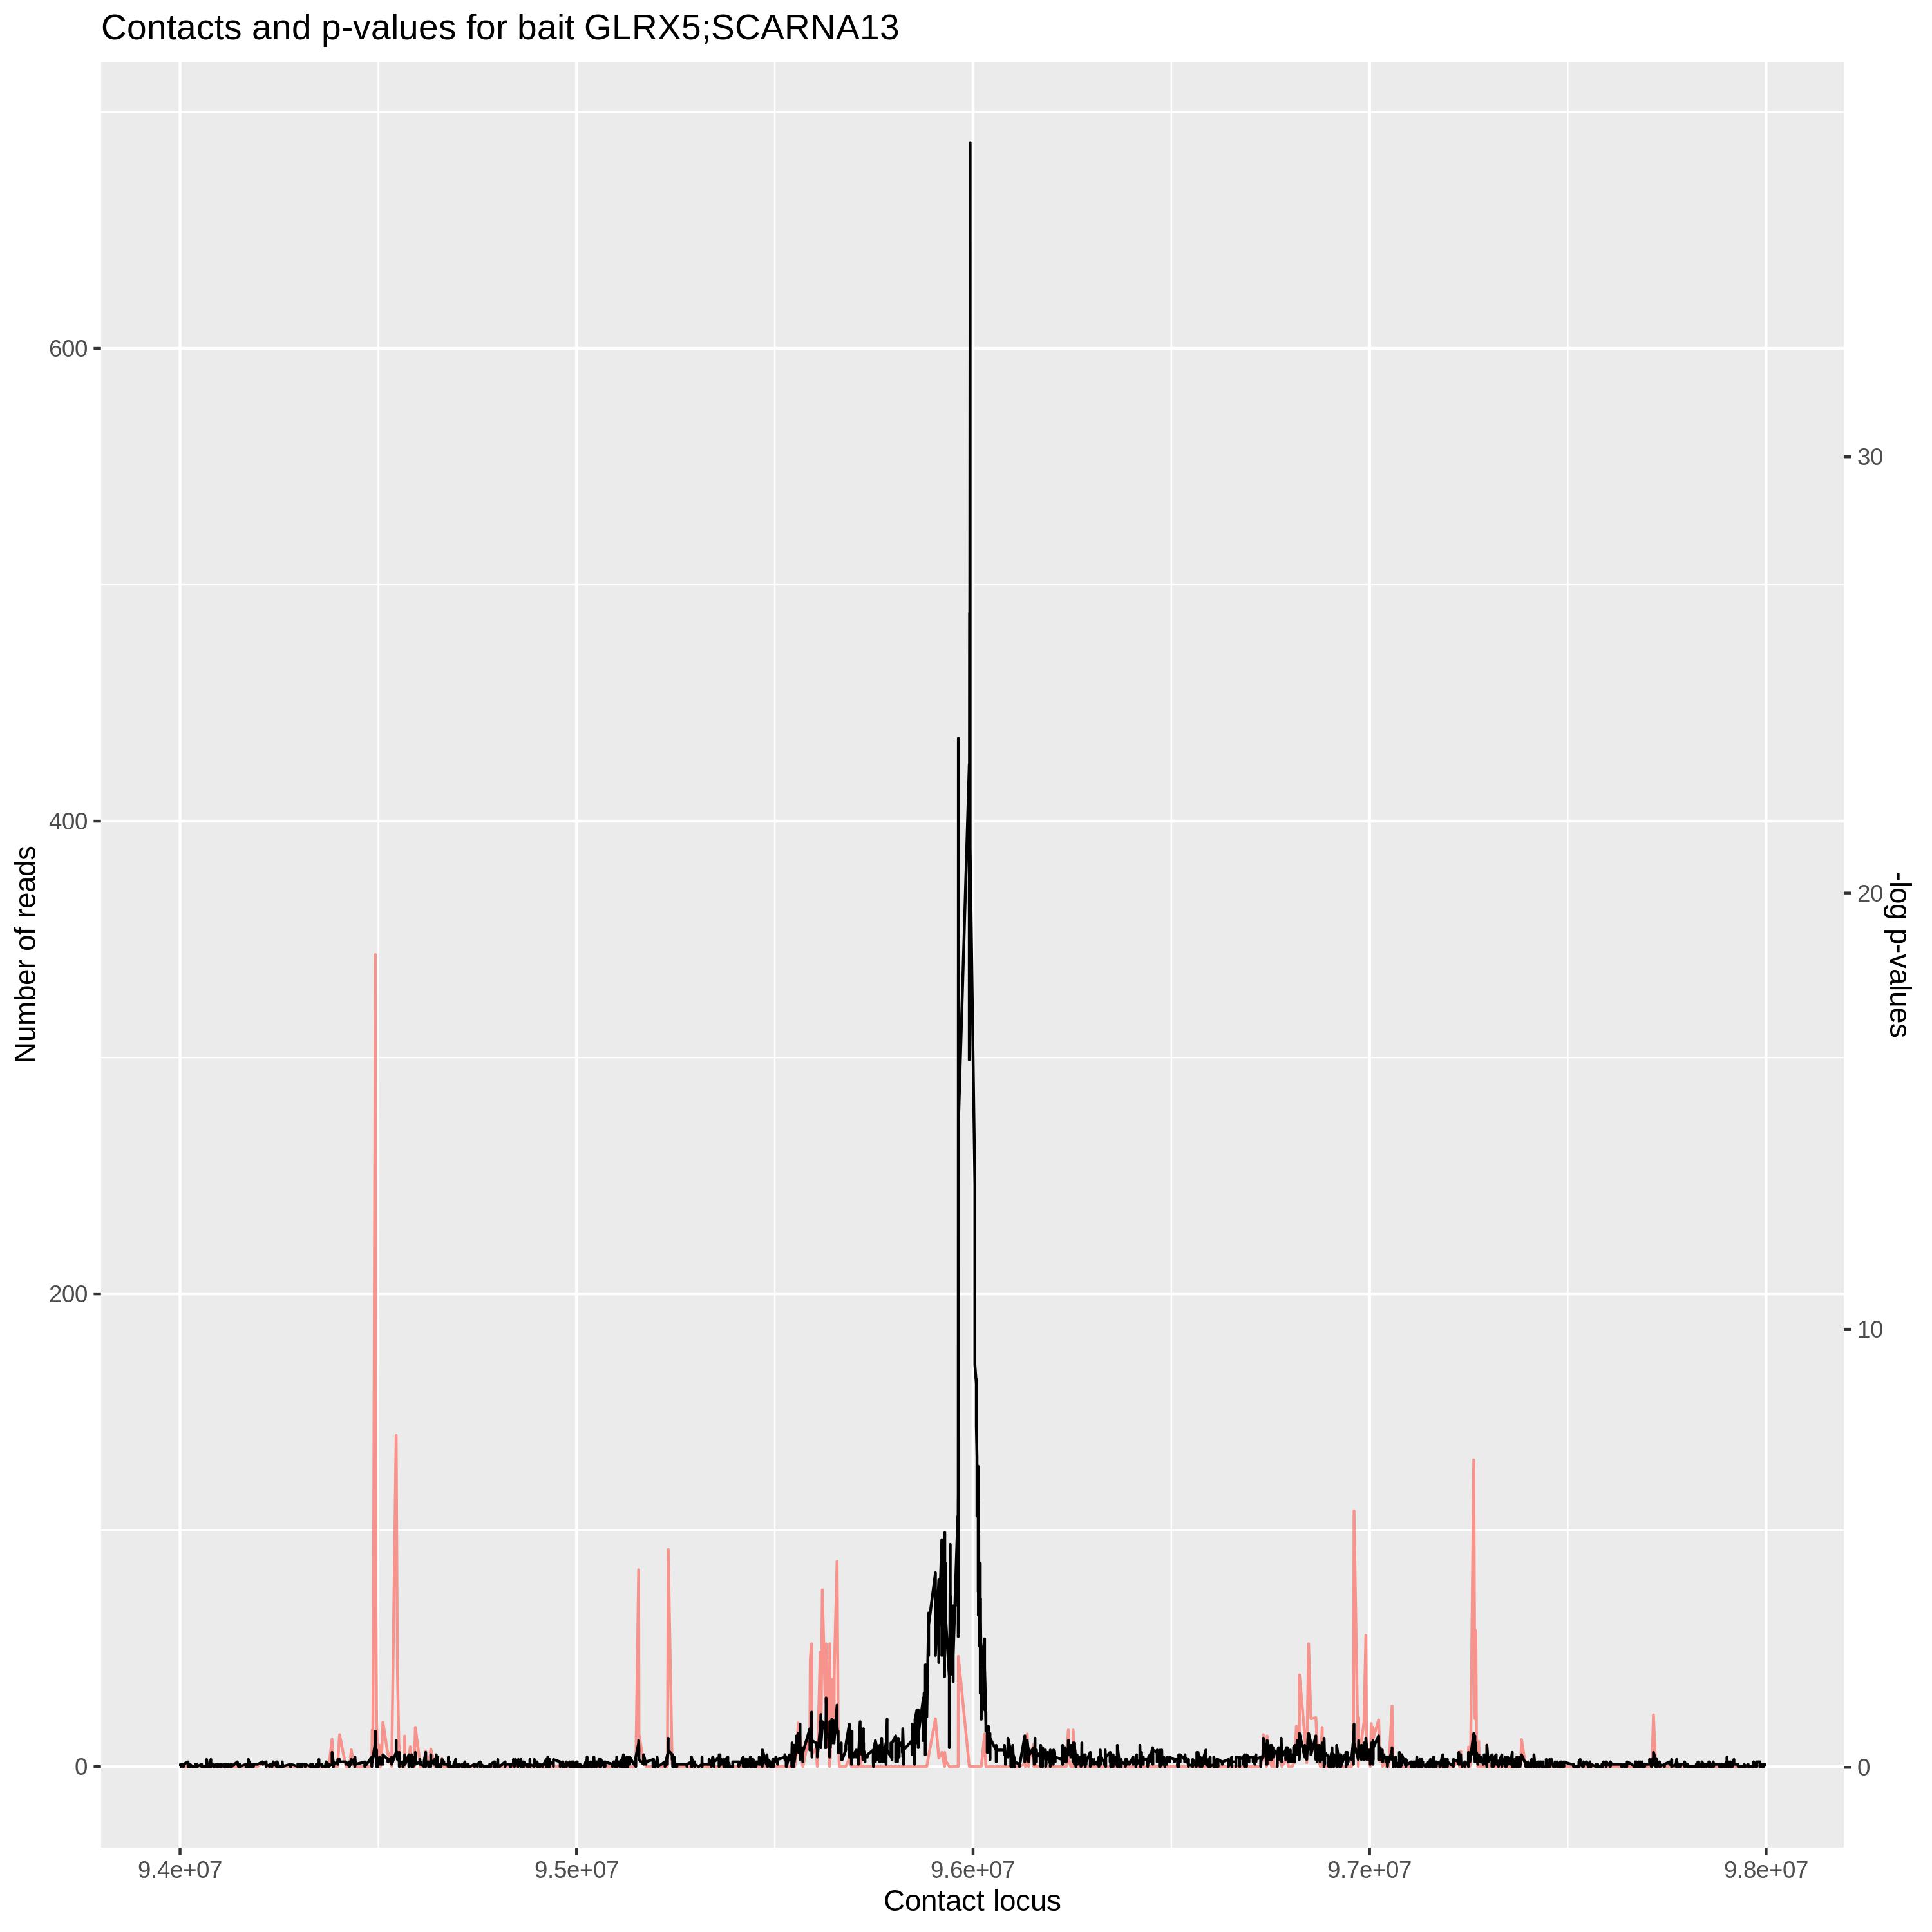 Contacts and p-values for bait GLRX5;SCARNA13
Number of reads
600
400
200
0
30
20
10
0
-log p-values
9.4e+07
9.5e+07
9.6e+07
9.7e+07
9.8e+07
Contact locus